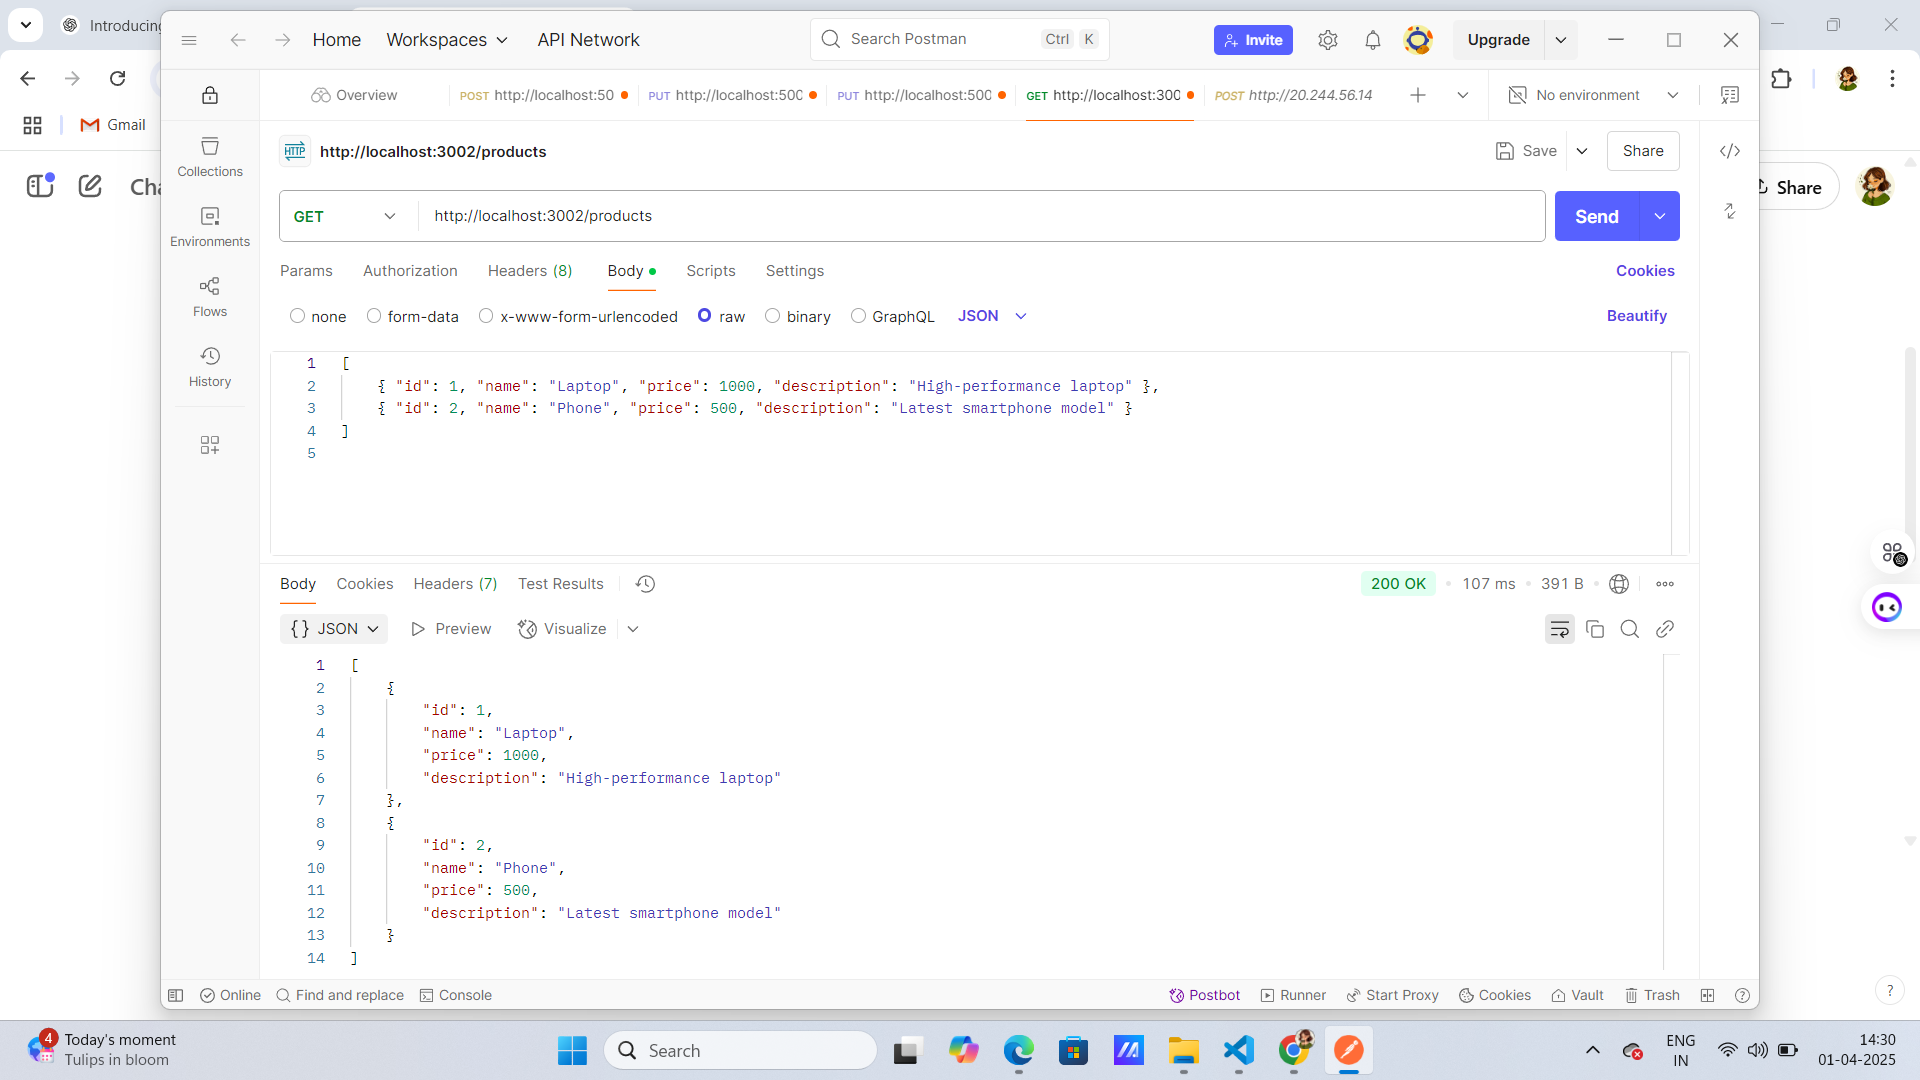 Introducing
Home
Workspaces
API Network
Search Postman
Ctrl
K
Invite
Upgrade
Overview
POST http://localhost:50
PUT http://localhost:500
PUT http://localhost:500
GET http://localhost:300
POST http://20.244.56.14
No environment
Gmail
HTTP http://localhost:3002/products
Save
Share
Collections
Cha
Share
GET
http://localhost:3002/products
Send
Environments
Params
Authorization
Headers (8)
Body
Scripts
Settings
Cookies
Flows
none
form-data
x-www-form-urlencoded
raw
binary
GraphQL
JSON
Beautify
History
1 [
2 { "id": 1, "name": "Laptop", "price": 1000, "description": "High-performance laptop" },
3 { "id": 2, "name": "Phone", "price": 500, "description": "Latest smartphone model" }
4 ]
5
Body
Cookies
Headers (7)
Test Results
200 OK
107 ms
391 B
{} JSON
Preview
Visualize
1 [
2 {
3 "id": 1,
4 "name": "Laptop",
5 "price": 1000,
6 "description": "High-performance laptop"
7 },
8 {
9 "id": 2,
10 "name": "Phone",
11 "price": 500,
12 "description": "Latest smartphone model"
13 }
14 ]
Online
Find and replace
Console
Postbot
Runner
Start Proxy
Cookies
Vault
Trash
?
?
4
Today's moment
Tulips in bloom
Search
ENG
IN
14:30
01-04-2025